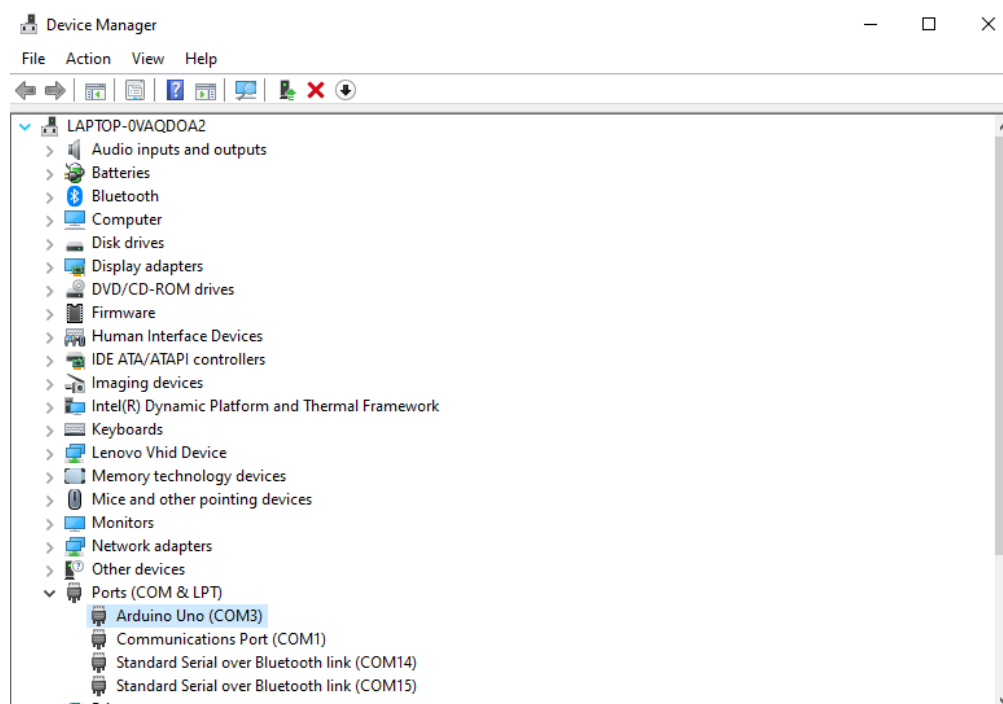 Device Manager
File Action View Help
LAPTOP-0VAQDOA2
Audio inputs and outputs
Batteries
Bluetooth
Computer
Disk drives
Display adapters
DVD/CD-ROM drives
Firmware
Human Interface Devices
IDE ATA/ATAPI controllers
Imaging devices
Intel(R) Dynamic Platform and Thermal Framework
Keyboards
Lenovo Vhid Device
Memory technology devices
Mice and other pointing devices
Monitors
Network adapters
Other devices
Ports (COM & LPT)
Arduino Uno (COM3)
Communications Port (COM1)
Standard Serial over Bluetooth link (COM14)
Standard Serial over Bluetooth link (COM15)